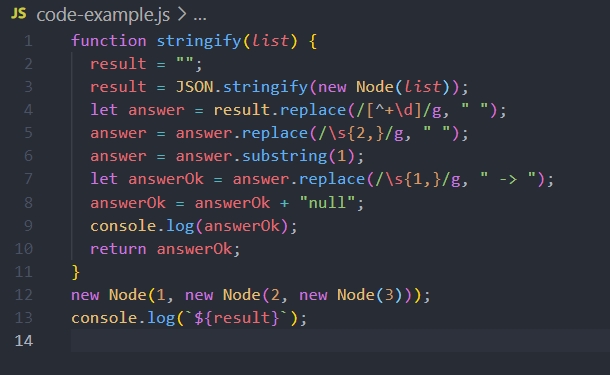 JS code-example.js > ...
1 function stringify(list) {
2 result = "";
3 result = JSON.stringify(new Node(list));
4 let answer = result.replace(/[^+\d]/g, " ");
5 answer = answer.replace(/\s{2,}/g, " ");
6 answer = answer.substring(1);
7 let answerOk = answer.replace(/\s{1,}/g, " -> ");
8 answerOk = answerOk + "null";
9 console.log(answerOk);
10 return answerOk;
11 }
12 new Node(1, new Node(2, new Node(3)));
13 console.log(`${result}`);
14